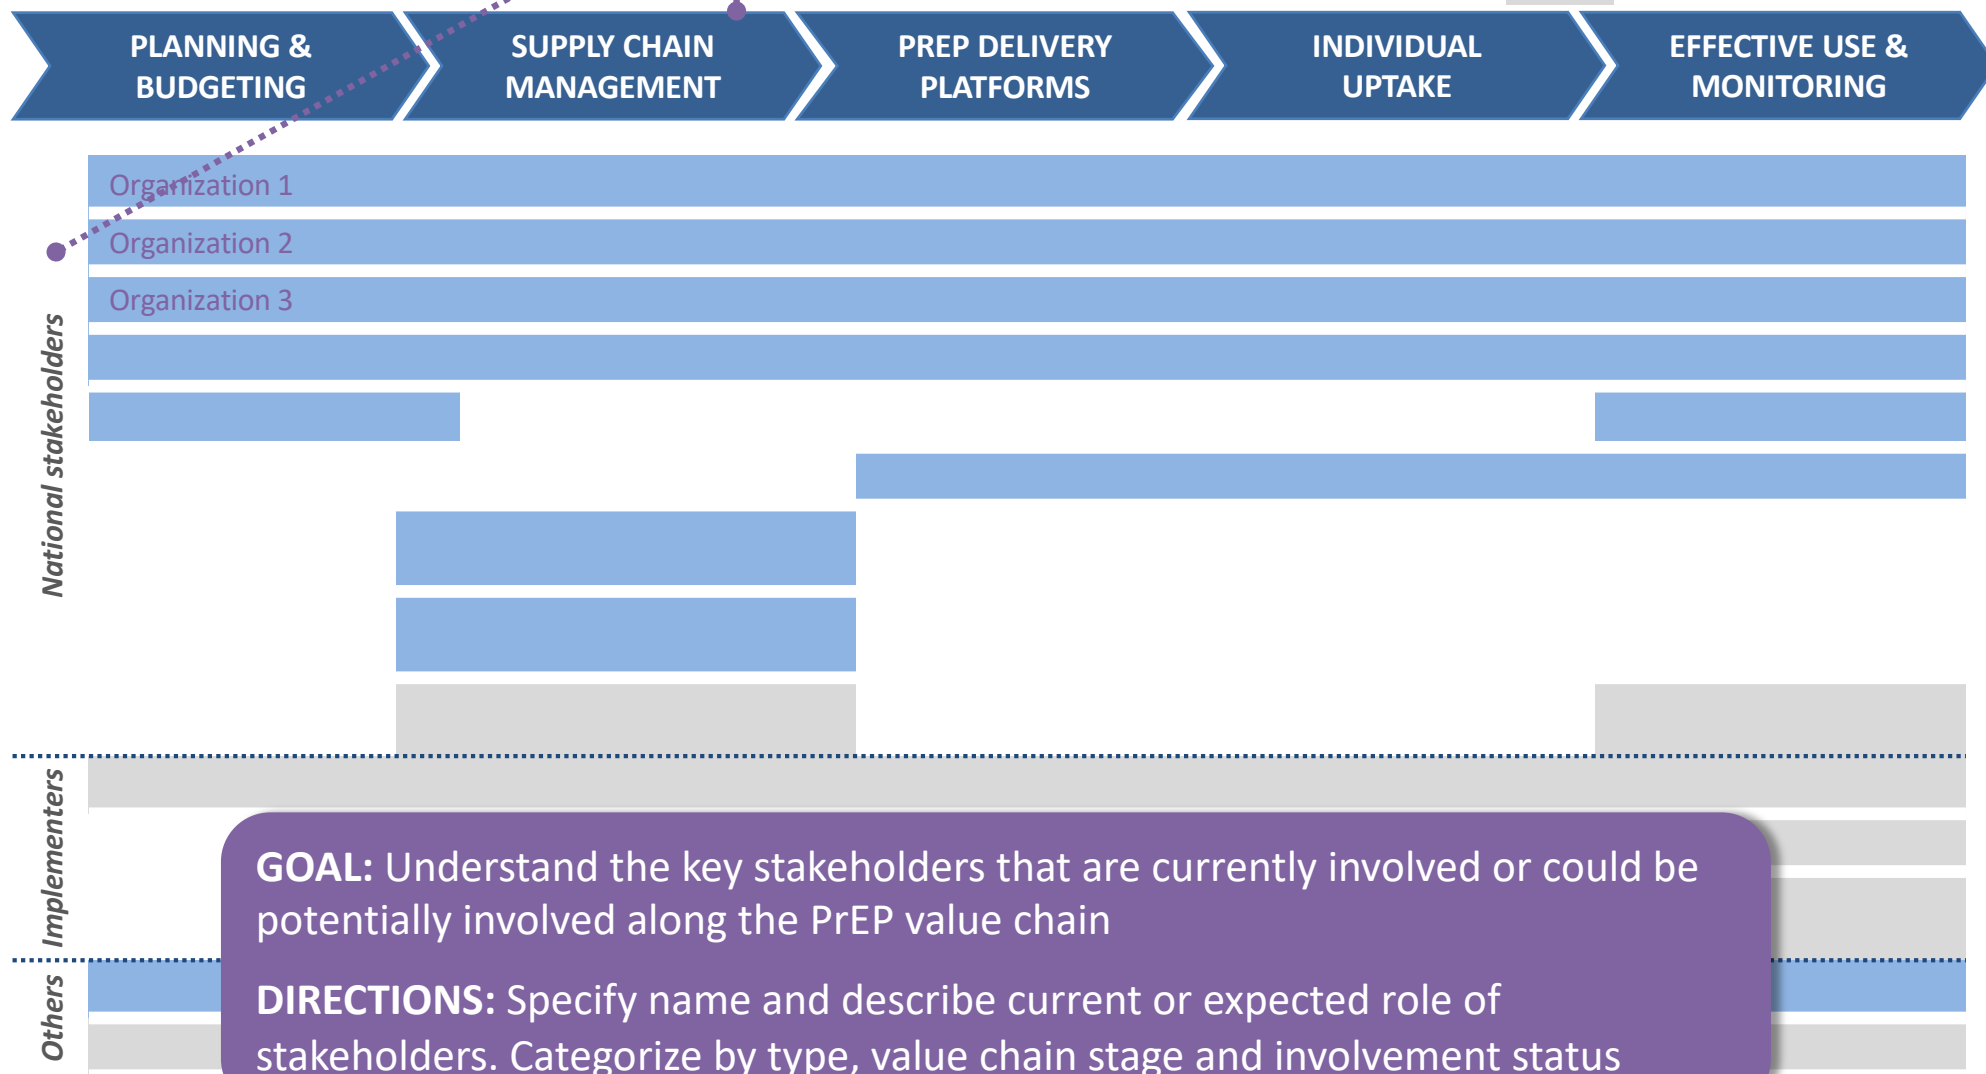 PLANNING &
BUDGETING
SUPPLY CHAIN
MANAGEMENT
PREP DELIVERY
PLATFORMS
INDIVIDUAL
UPTAKE
EFFECTIVE USE &
MONITORING
National stakeholders
Organization 1
Organization 2
Organization 3
Implementers
Others
GOAL: Understand the key stakeholders that are currently involved or could be
potentially involved along the PrEP value chain
DIRECTIONS: Specify name and describe current or expected role of
stakeholders. Categorize by type, value chain stage and involvement status